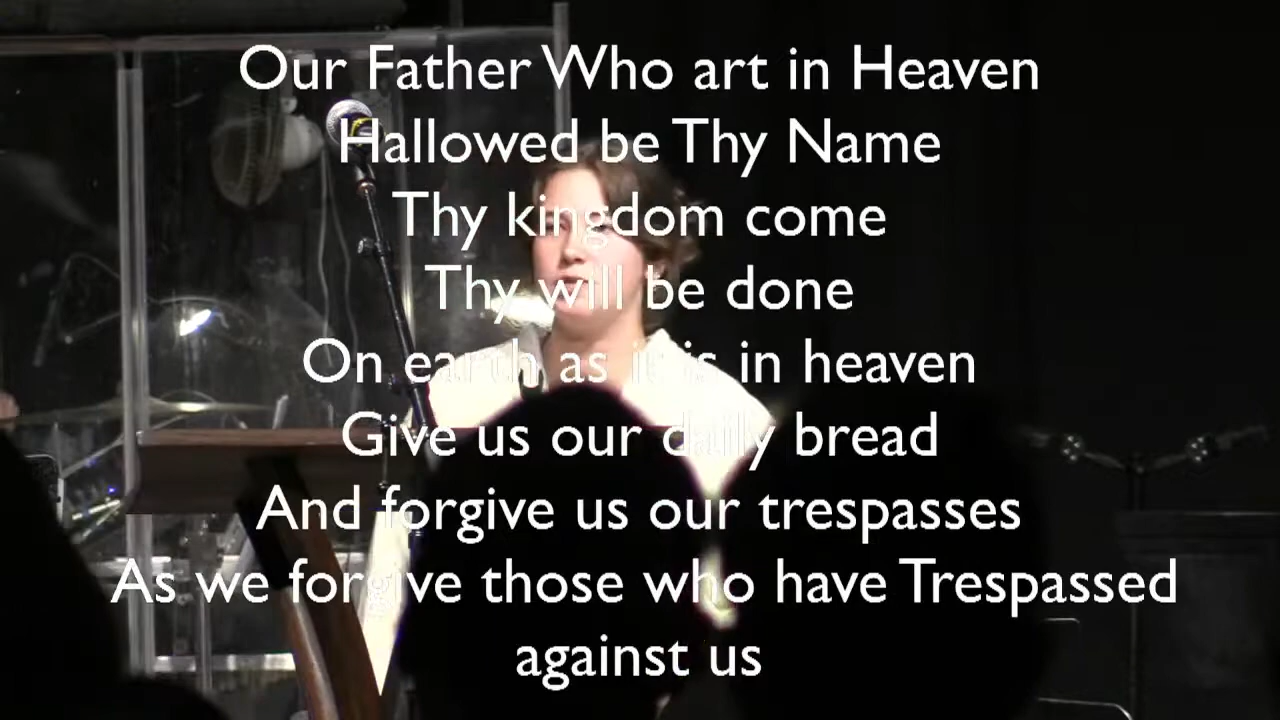 Our Father Who art in Heaven
Hallowed be Thy Name
Thy kingdom come
Thy will be done
On earth as it is in heaven
Give us our daily bread
And forgive us our trespasses
As we forgive those who have Trespassed
against us